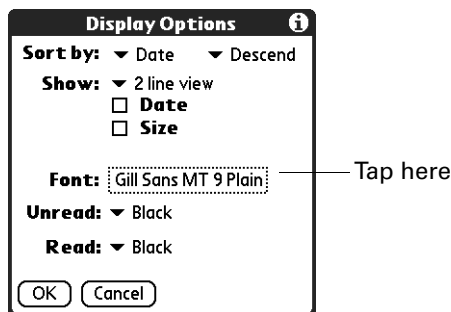 Display Options i
Sort by: Date Descend
Show: 2 line view
Date
Size
Font: Gill Sans MT 9 Plain Tap here
Unread: Black
Read: Black
OK Cancel